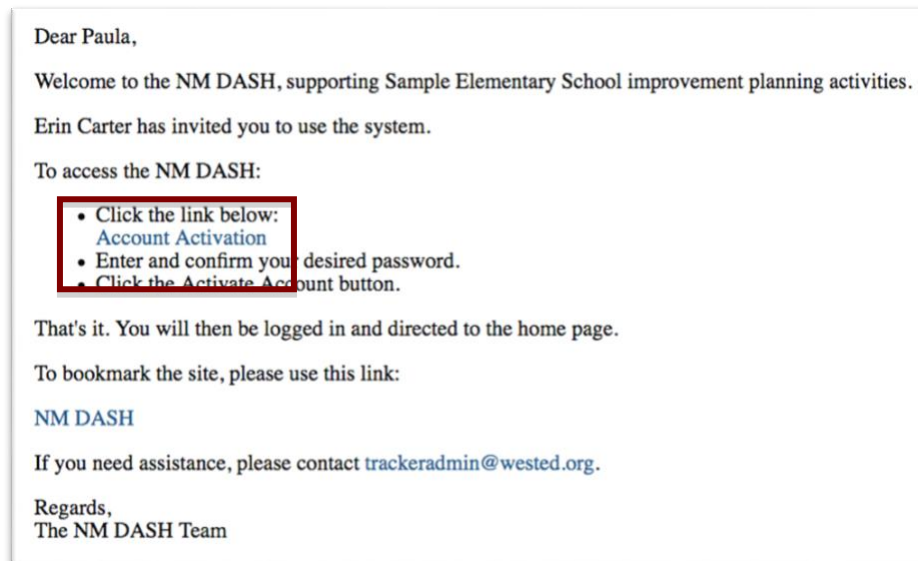 Dear Paula,
Welcome to the NM DASH, supporting Sample Elementary School improvement planning activities.
Erin Carter has invited you to use the system.
To access the NM DASH:
• Click the link below:
Account Activation
• Enter and confirm your desired password.
• Click the Activate Account button.
That's it. You will then be logged in and directed to the home page.
To bookmark the site, please use this link:
NM DASH
If you need assistance, please contact trackeradmin@wested.org.
Regards,
The NM DASH Team